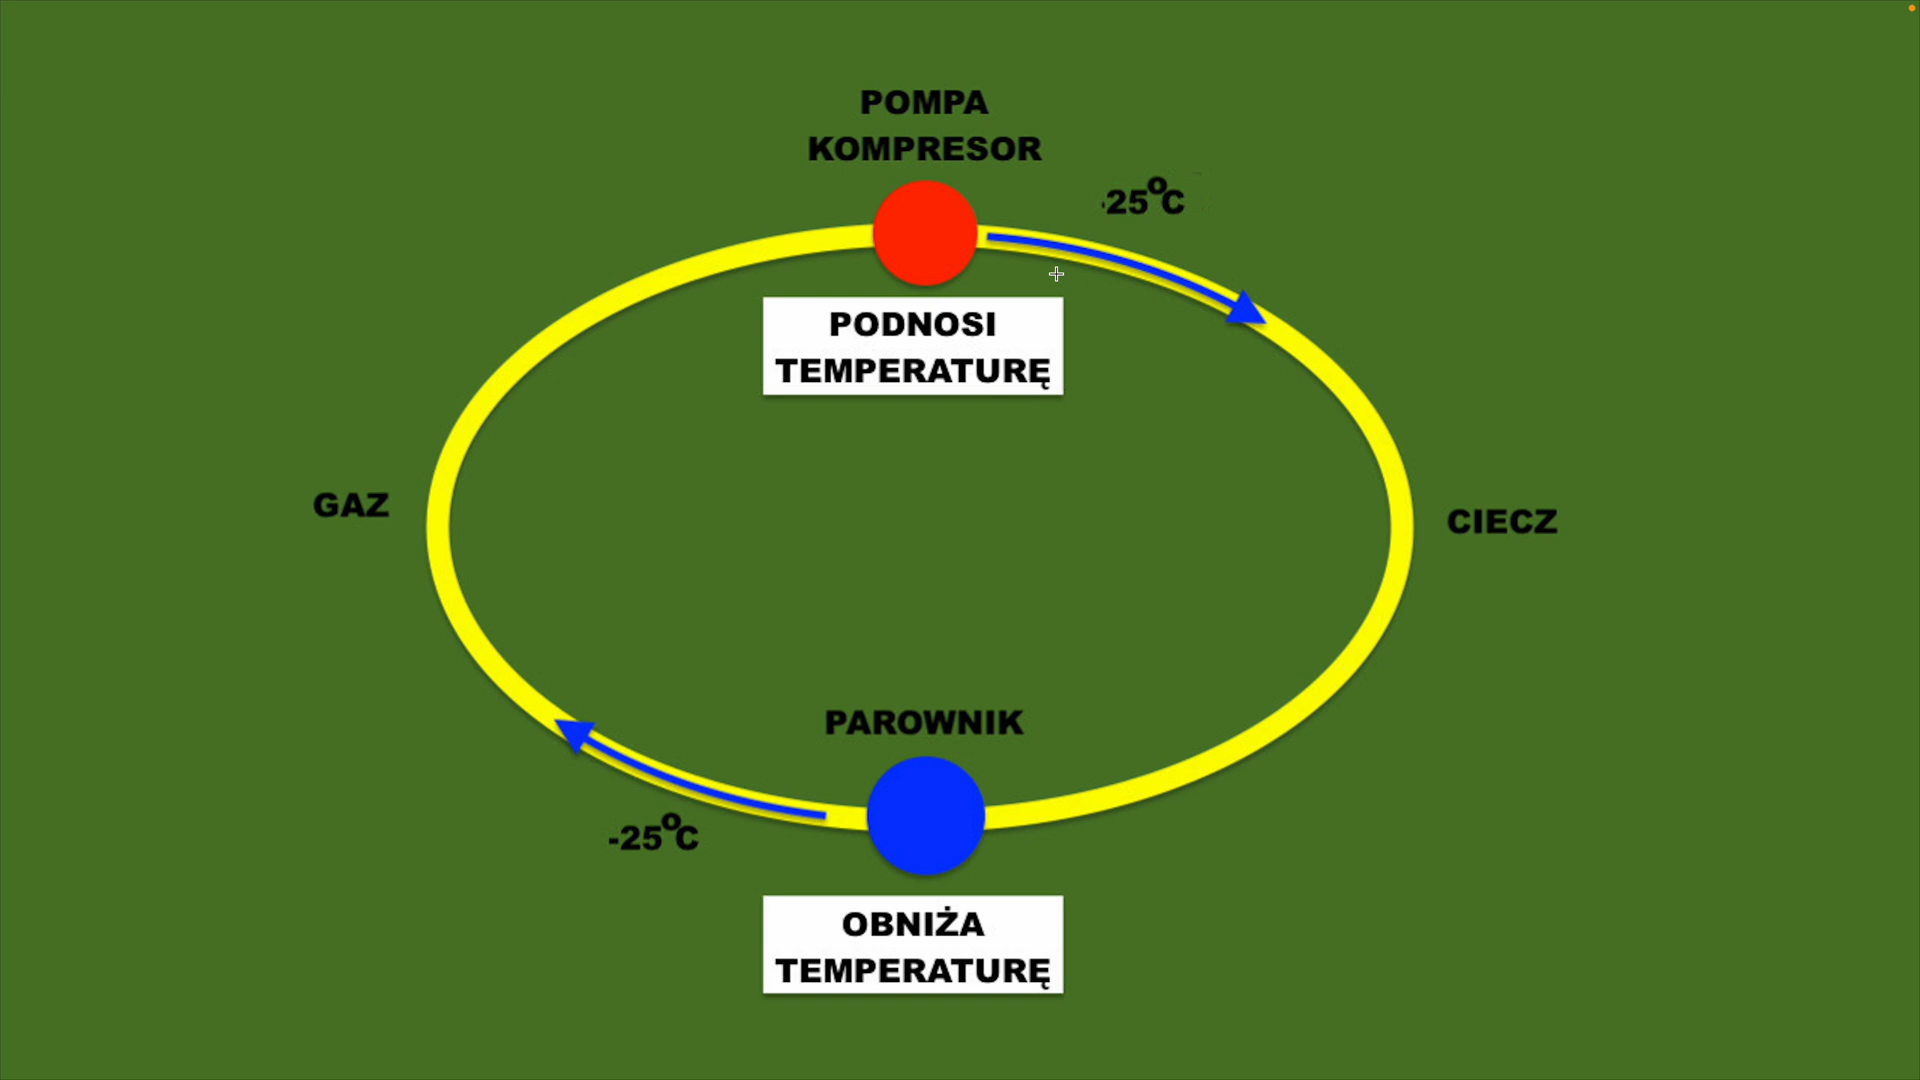 POMPA
KOMPRESOR
-25°C
PODNOSI
TEMPERATURĘ
GAZ
CIECZ
PAROWNIK
-25°C
OBNIŻA
TEMPERATURĘ